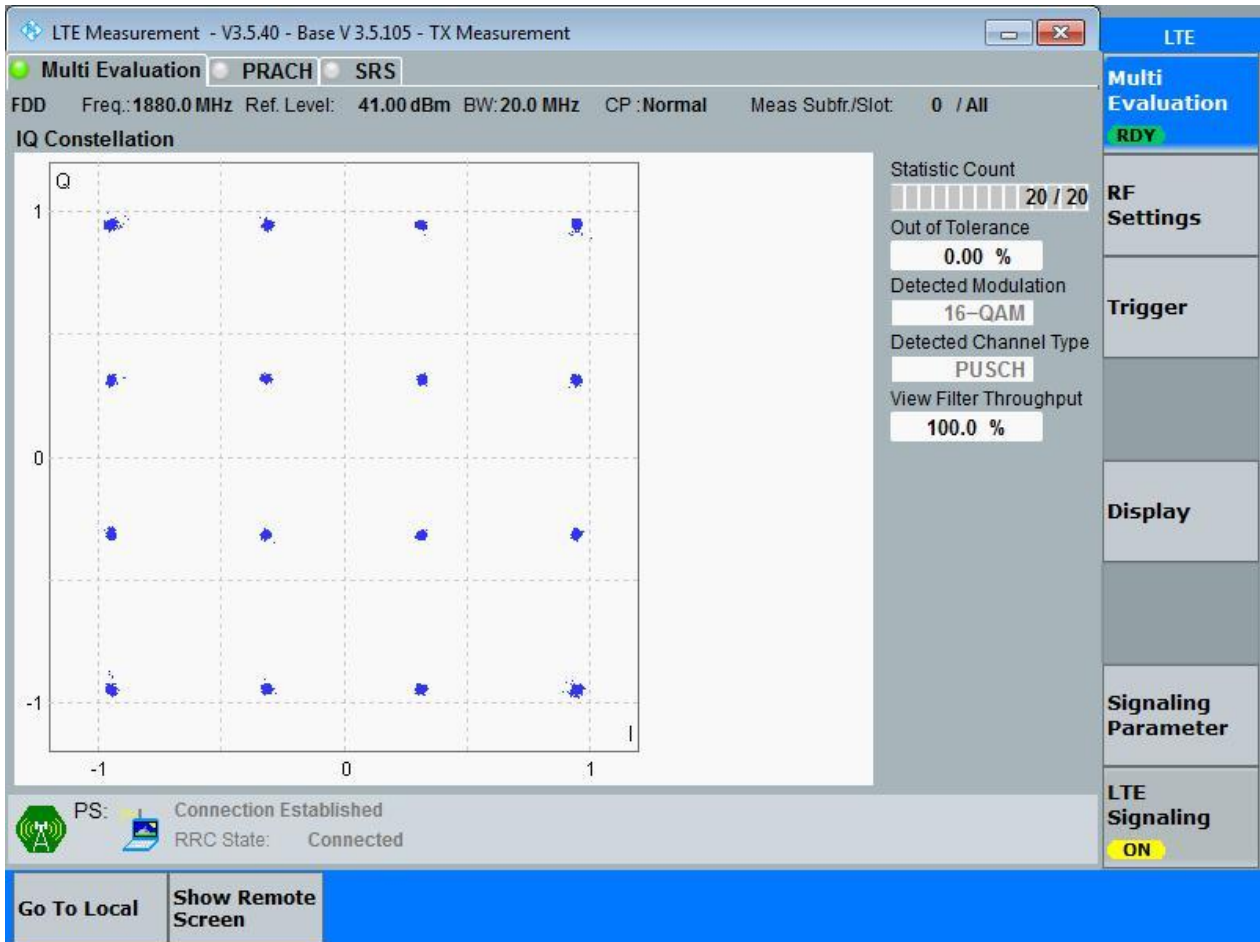 LTE Measurement - V3.5.40 - Base V 3.5.105 - TX Measurement
LTE
Multi Evaluation PRACH SRS
FDD Freq.: 1880.0 MHz Ref. Level: 41.00 dBm BW: 20.0 MHz CP : Normal Meas Subfr./Slot: 0 / All
IQ Constellation
Q
1
0
-1
I
-1 0 1
Statistic Count
20 / 20
Out of Tolerance
0.00 %
Detected Modulation
16-QAM
Detected Channel Type
PUSCH
View Filter Throughput
100.0 %
Multi
Evaluation
RDY
RF
Settings
Trigger
Display
Signaling
Parameter
LTE
Signaling
ON
PS: Connection Established
RRC State: Connected
Go To Local
Show Remote
Screen